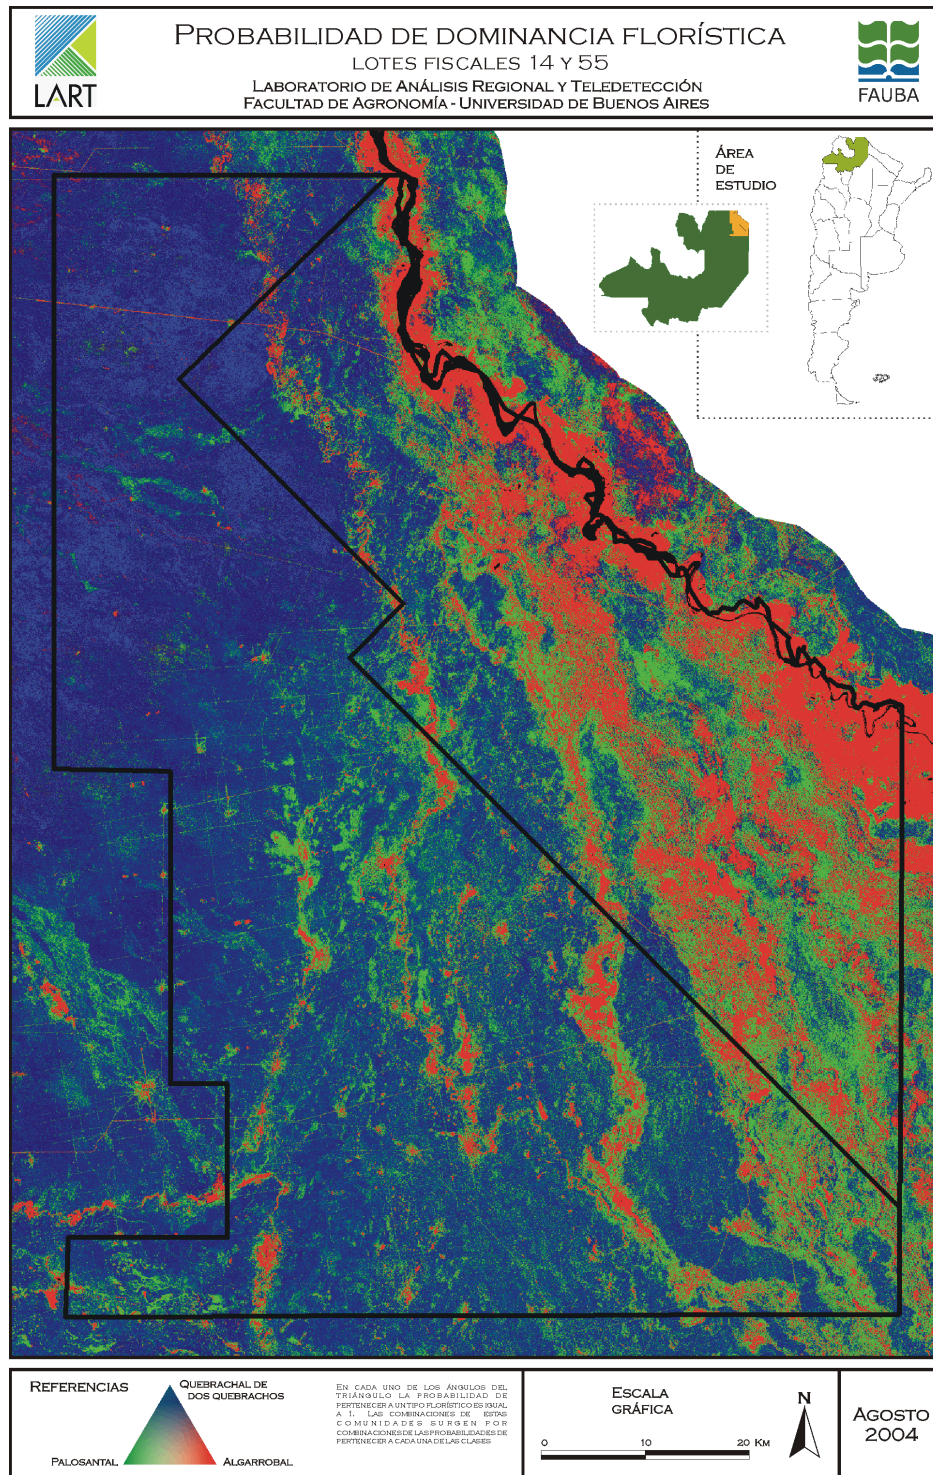 PROBABILIDAD DE DOMINANCIA FLORÍSTICA
LOTES FISCALES 14 Y 55
LABORATORIO DE ANÁLISIS REGIONAL Y TELEDETECCIÓN
FACULTAD DE AGRONOMÍA - UNIVERSIDAD DE BUENOS AIRES
LART
FAUBA
ÁREA
DE
ESTUDIO
REFERENCIAS
QUEBRACHAL DE
DOS QUEBRACHOS
PALOSANTAL
ALGARROBAL
EN CADA UNO DE LOS ÁNGULOS DEL
TRIÁNGULO LA PROBABILIDAD DE
PERTENECER A UN TIPO FLORÍSTICO ES IGUAL
A 1. LAS COMBINACIONES DE ESTAS
COMUNIDADES SURGEN POR
COMBINACIONES DE LAS PROBABILIDADES DE
PERTENECER A CADA UNA DE LAS CLASES
ESCALA
GRÁFICA
0 10 20 KM
N
AGOSTO
2004